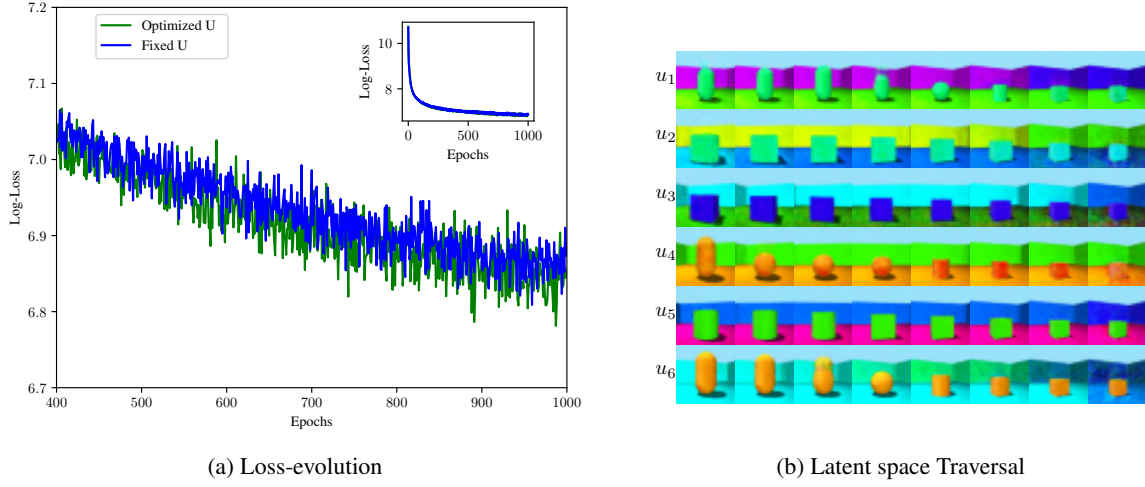 7.2
7.1
7.0
6.9
6.8
6.7
Log-Loss
400 500 600 700 800 900 1000
Epochs
Optimized U
Fixed U
10
8
Log-Loss
0 500 1000
Epochs
(a) Loss-evolution
u1
u2
u3
u4
u5
u6
(b) Latent space Traversal